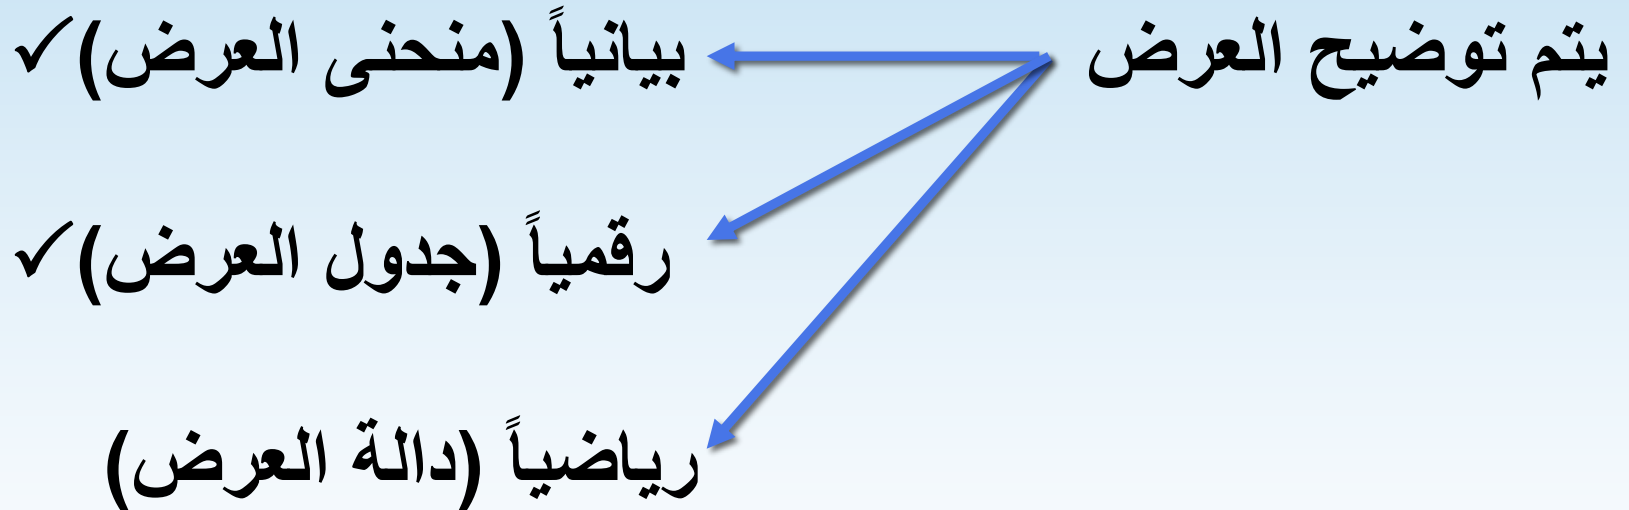 يتم توضيح العرض بيانياً (منحنى العرض) ✓
رقمياً (جدول العرض) ✓
رياضياً (دالة العرض)